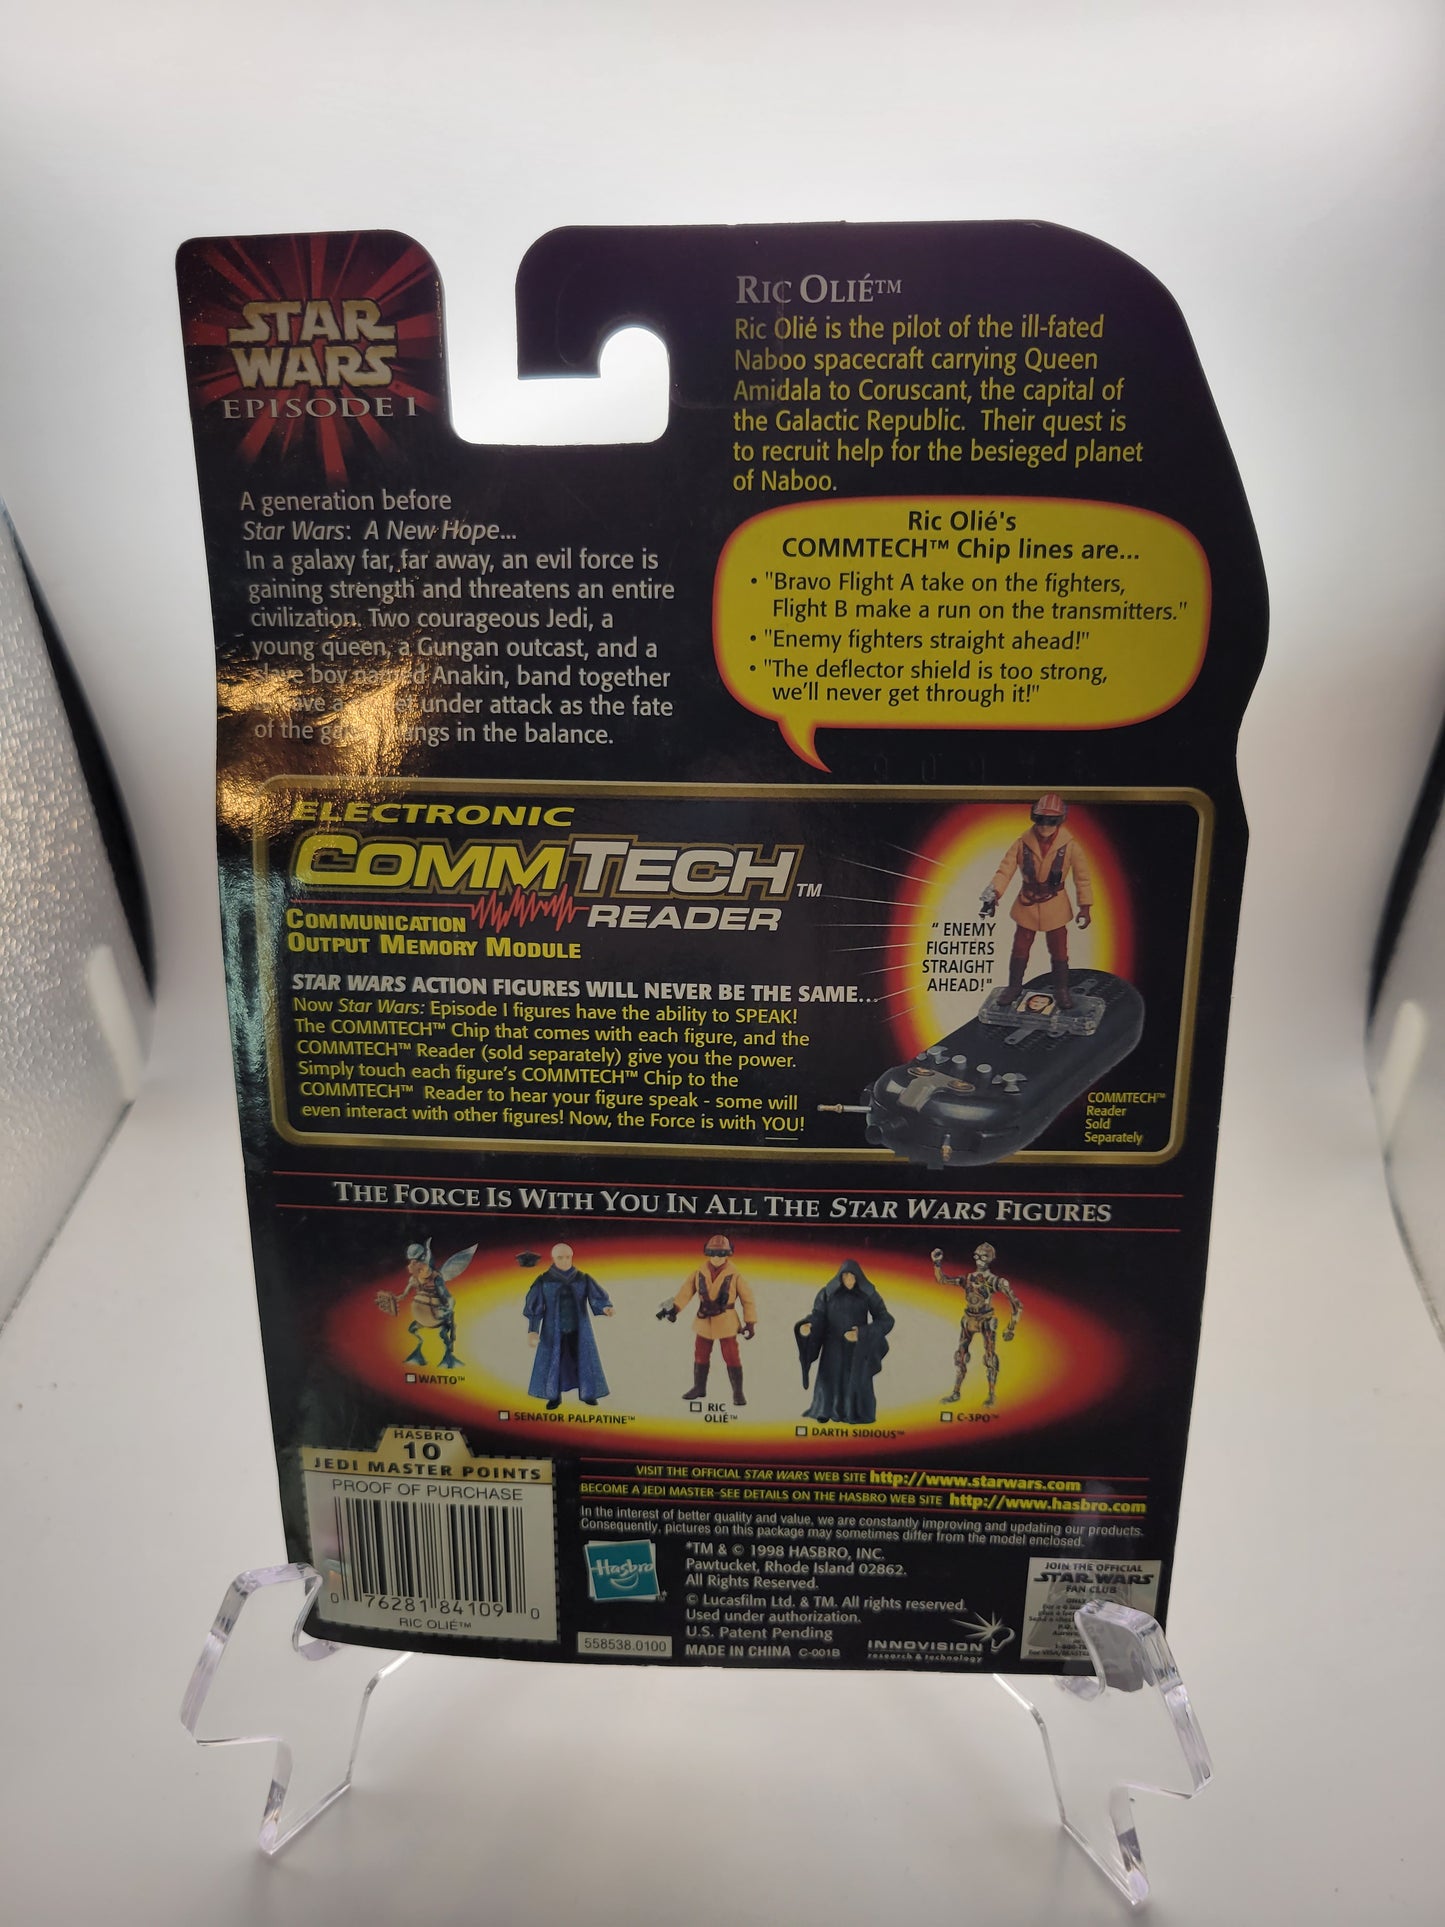 STAR
WARS
EPISODE I
A generation before
Star Wars: A New Hope...
In a galaxy far, far away, an evil force is
gaining strength and threatens an entire
civilization. Two courageous Jedi, a
young queen, a Gungan outcast, and a
slave boy named Anakin, band together
under attack as the fate
of the in the balance.
RIC OLIÉ™
Ric Olié is the pilot of the ill-fated
Naboo spacecraft carrying Queen
Amidala to Coruscant, the capital of
the Galactic Republic. Their quest is
to recruit help for the besieged planet
of Naboo.
Ric Olié's
COMMTECH™ Chip lines are...
• "Bravo Flight A take on the fighters,
Flight B make a run on the transmitters."
• "Enemy fighters straight ahead!"
• "The deflector shield is too strong,
we'll never get through it!"
ELECTRONIC
COMMTECH™
READER
COMMUNICATION
OUTPUT MEMORY MODULE
STAR WARS ACTION FIGURES WILL NEVER BE THE SAME...
Now Star Wars: Episode I figures have the ability to SPEAK!
The COMMTECH™ Chip that comes with each figure, and the
COMMTECH™ Reader (sold separately) give you the power.
Simply touch each figure's COMMTECH™ Chip to the
COMMTECH™ Reader to hear your figure speak - some will
even interact with other figures! Now, the Force is with YOU!
" ENEMY
FIGHTERS
STRAIGHT
AHEAD!"
COMMTECH™
Reader
Sold
Separately
THE FORCE IS WITH YOU IN ALL THE STAR WARS FIGURES
WATTO™
SENATOR PALPATINE™
RIC
OLIÉ™
DARTH SIDIOUS™
C-3PO™
HASBRO
10
JEDI MASTER POINTS
PROOF OF PURCHASE
0 76281 84109 0
RIC OLIÉ™
VISIT THE OFFICIAL STAR WARS WEB SITE http://www.starwars.com
BECOME A JEDI MASTER-SEE DETAILS ON THE HASBRO WEB SITE http://www.hasbro.com
In the interest of better quality and value, we are constantly improving and updating our products.
Consequently, pictures on this package may sometimes differ from the model enclosed.
Hasbro
*TM & © 1998 HASBRO, INC.
Pawtucket, Rhode Island 02862.
All Rights Reserved.
© Lucasfilm Ltd. & TM. All rights reserved.
Used under authorization.
U.S. Patent Pending
MADE IN CHINA C-001B
558538.0100
INNOVISION
research & technology
JOIN THE OFFICIAL
STAR WARS
FAN CLUB